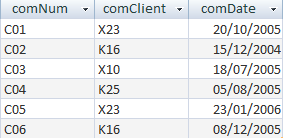 comNum comClient comDate
C01 X23 20/10/2005
C02 K16 15/12/2004
C03 X10 18/07/2005
C04 K25 05/08/2005
C05 X23 23/01/2006
C06 K16 08/12/2005